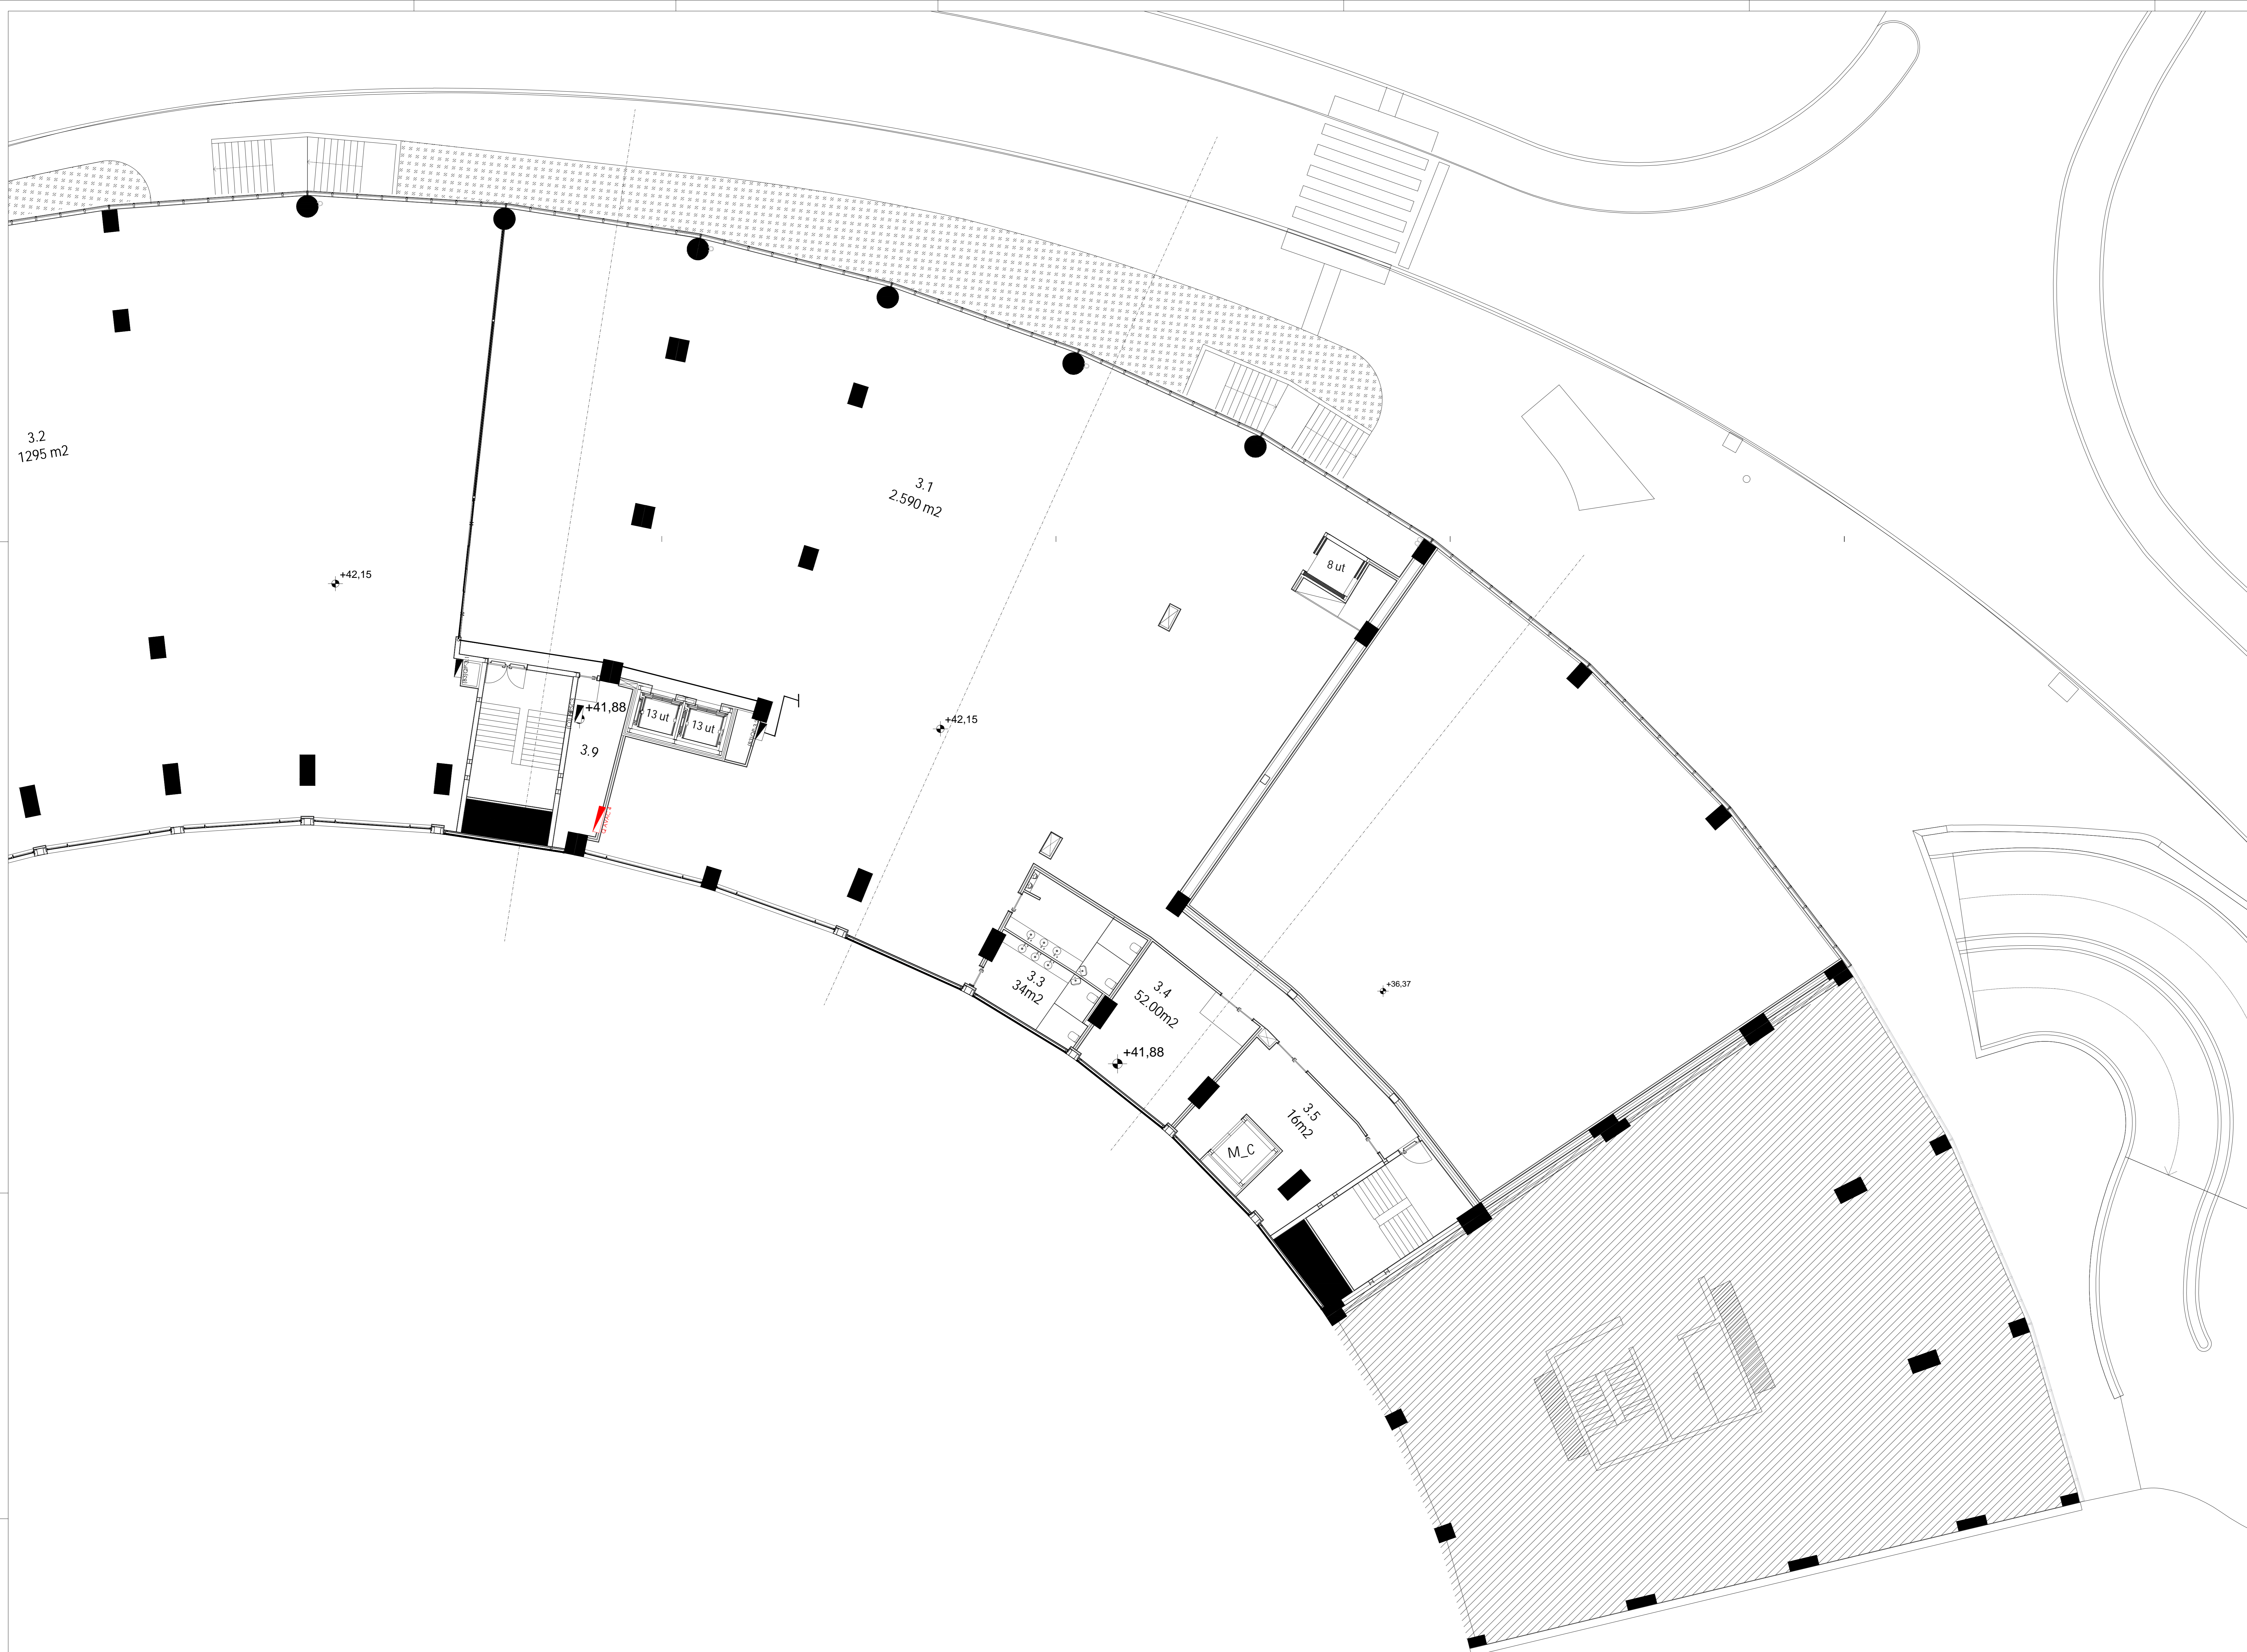 3.2
1295 m2
3.1
2.590 m2
8 ut
+42,15
+41,88
13 ut
13 ut
+42,15
3.9
3.3
34m2
3.4
52.00m2
+36,37
+41,88
3.5
16m2
M_C